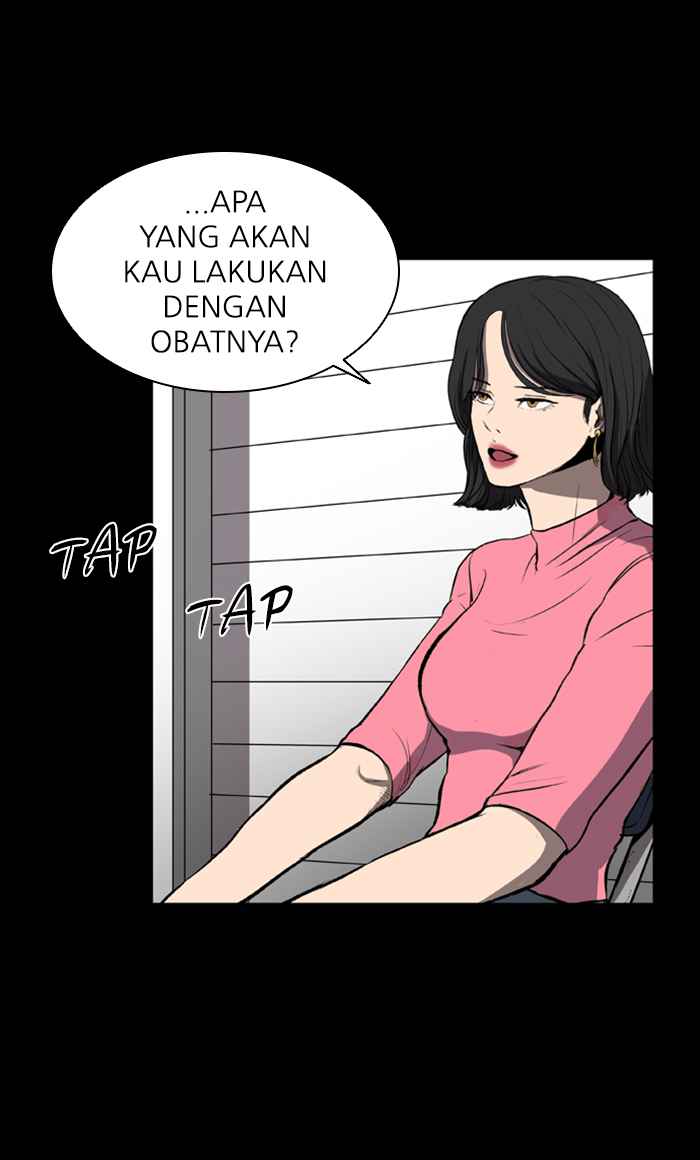 ...APA
YANG AKAN
KAU LAKUKAN
DENGAN
OBATNYA?
TAP
TAP